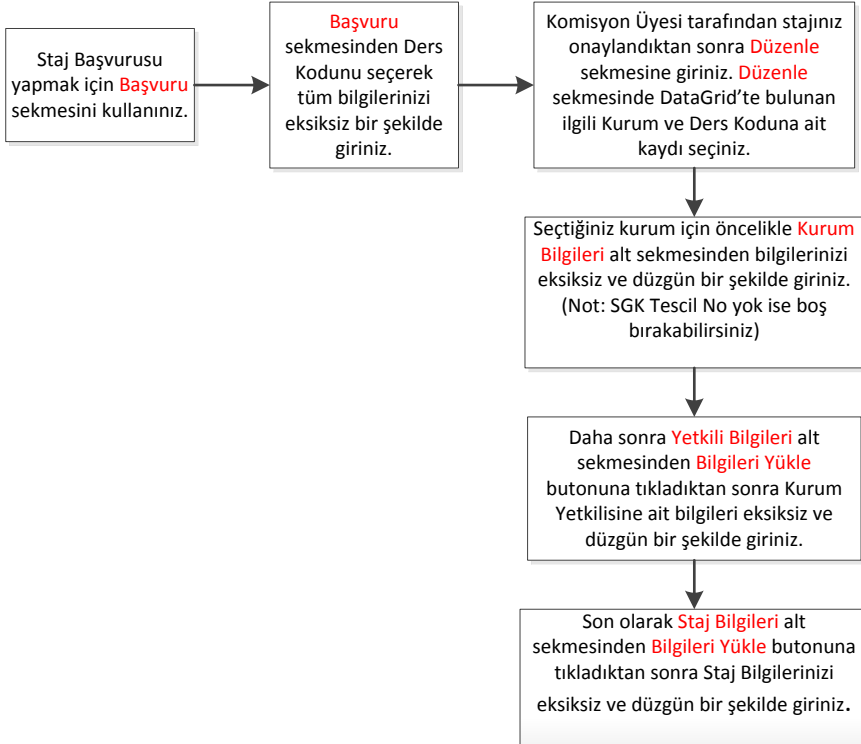 Staj Başvurusu
yapmak için Başvuru
sekmesini kullanınız.
Başvuru
sekmesinden Ders
Kodunu seçerek
tüm bilgilerinizi
eksiksiz bir şekilde
giriniz.
Komisyon Üyesi tarafından stajınız
onaylandıktan sonra Düzenle
sekmesine giriniz. Düzenle
sekmesinde DataGrid’te bulunan
ilgili Kurum ve Ders Koduna ait
kaydı seçiniz.
Seçtiğiniz kurum için öncelikle Kurum
Bilgileri alt sekmesinden bilgilerinizi
eksiksiz ve düzgün bir şekilde giriniz.
(Not: SGK Tescil No yok ise boş
bırakabilirsiniz)
Daha sonra Yetkili Bilgileri alt
sekmesinden Bilgileri Yükle
butonuna tıkladıktan sonra Kurum
Yetkilisine ait bilgileri eksiksiz ve
düzgün bir şekilde giriniz.
Son olarak Staj Bilgileri alt
sekmesinden Bilgileri Yükle butonuna
tıkladıktan sonra Staj Bilgilerinizi
eksiksiz ve düzgün bir şekilde giriniz.